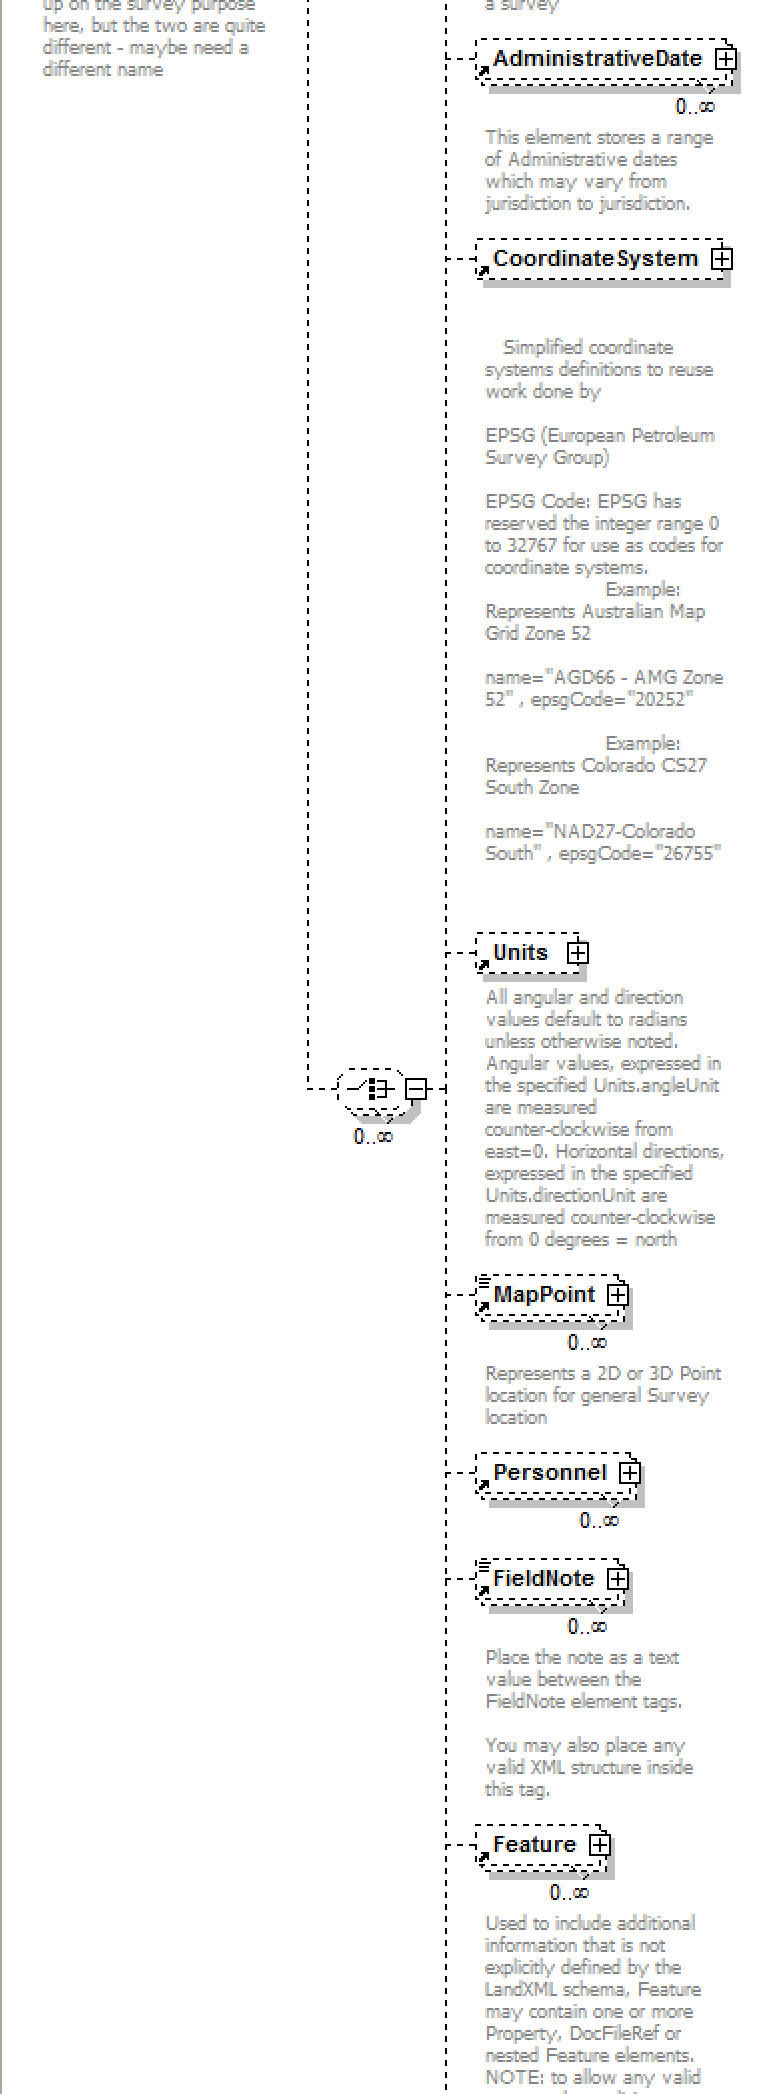 up on the survey purpose
here, but the two are quite
different - maybe need a
different name
a survey
AdministrativeDate
0..∞
This element stores a range
of Administrative dates
which may vary from
jurisdiction to jurisdiction.
CoordinateSystem
Simplified coordinate
systems definitions to reuse
work done by
EPSG (European Petroleum
Survey Group)
EPSG Code: EPSG has
reserved the integer range 0
to 32767 for use as codes for
coordinate systems.
Example:
Represents Australian Map
Grid Zone 52
name="AGD66 - AMG Zone
52" , epsgCode="20252"
Example:
Represents Colorado CS27
South Zone
name="NAD27-Colorado
South" , epsgCode="26755"
Units
All angular and direction
values default to radians
unless otherwise noted.
Angular values, expressed in
the specified Units.angleUnit
are measured
counter-clockwise from
east=0. Horizontal directions,
expressed in the specified
Units.directionUnit are
measured counter-clockwise
from 0 degrees = north
0..∞
MapPoint
0..∞
Represents a 2D or 3D Point
location for general Survey
location
Personnel
0..∞
FieldNote
0..∞
Place the note as a text
value between the
FieldNote element tags.
You may also place any
valid XML structure inside
this tag.
Feature
0..∞
Used to include additional
information that is not
explicitly defined by the
LandXML schema, Feature
may contain one or more
Property, DocFileRef or
nested Feature elements.
NOTE: to allow any valid